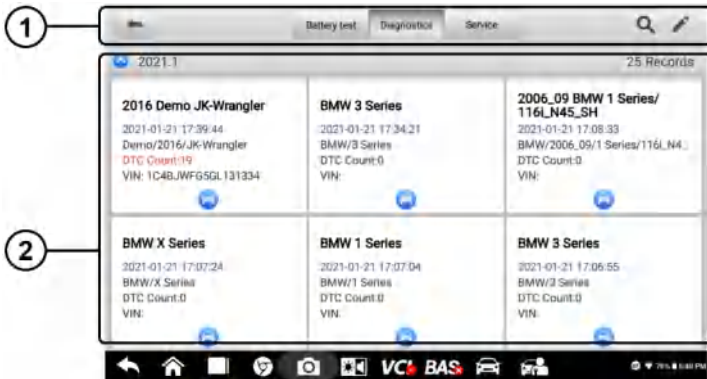 1
Battery test Diagnostics Service
2
2021.1 25 Records
2016 Demo JK-Wrangler
2021-01-21 17:39:44
Demo/2016/JK-Wrangler
DTC Count:19
VIN: 1C4BJWFG5GL131334
BMW 3 Series
2021-01-21 17:34:21
BMW/3 Series
DTC Count:0
VIN:
2006_09 BMW 1 Series/
116i_N45_SH
2021-01-21 17:08:33
BMW/2006_09/1 Series/116i_N4...
DTC Count:0
VIN:
BMW X Series
2021-01-21 17:07:24
BMW/X Series
DTC Count:0
VIN:
BMW 1 Series
2021-01-21 17:07:04
BMW/1 Series
DTC Count:0
VIN:
BMW 3 Series
2021-01-21 17:06:55
BMW/3 Series
DTC Count:0
VIN:
VCI BAS